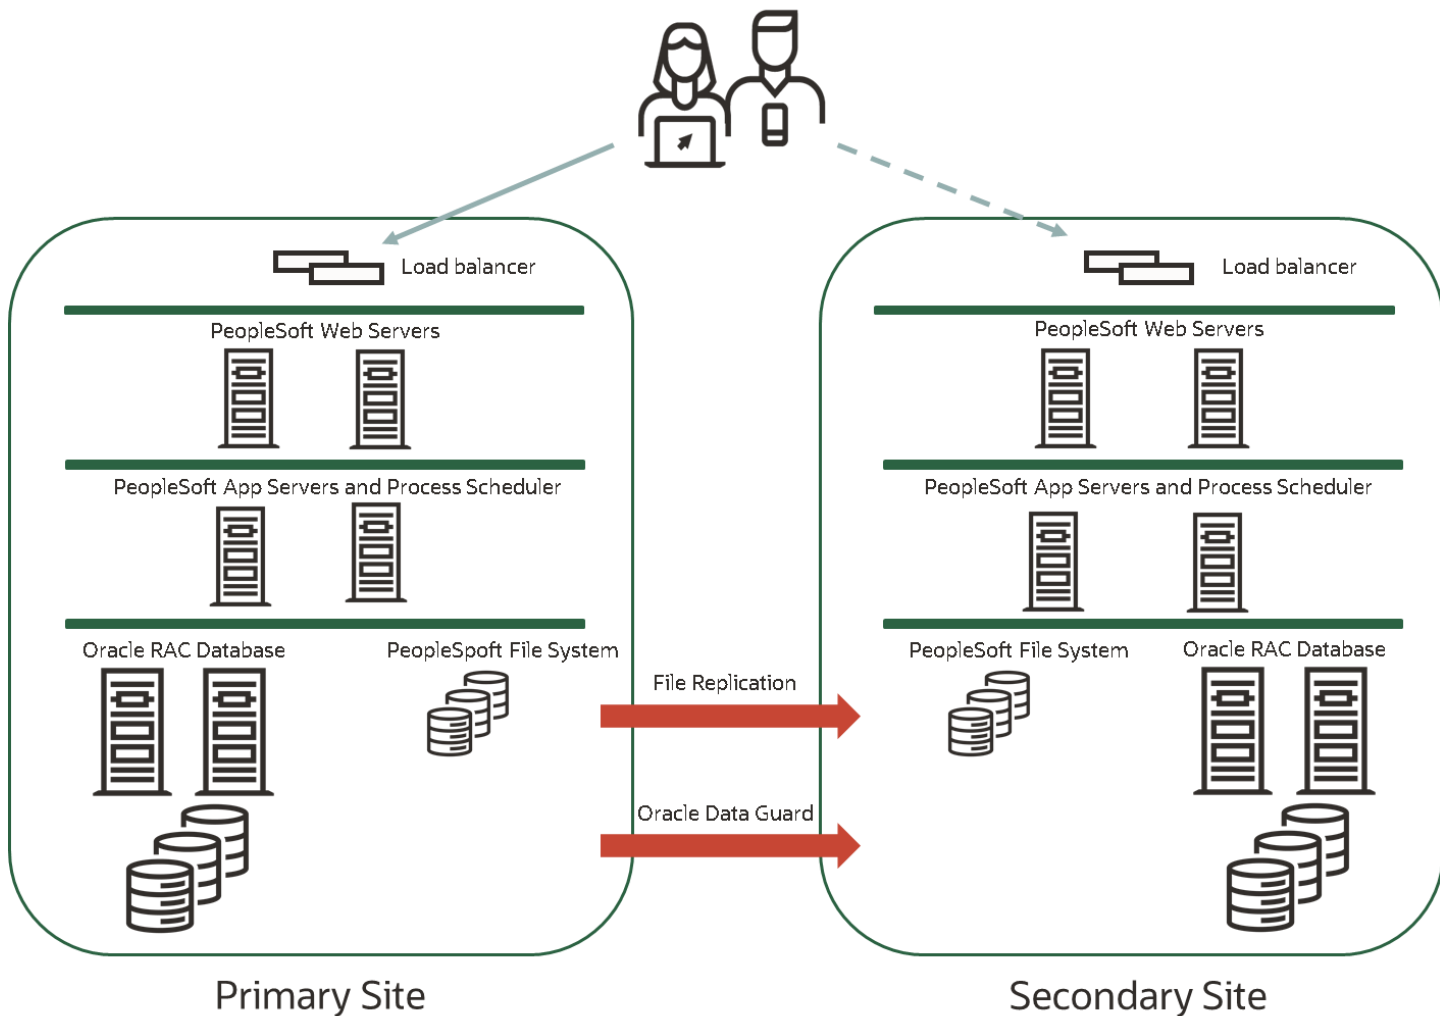 Load balancer
PeopleSoft Web Servers
PeopleSoft App Servers and Process Scheduler
Oracle RAC Database
PeopleSpoft File System
File Replication
Oracle Data Guard
Load balancer
PeopleSoft Web Servers
PeopleSoft App Servers and Process Scheduler
PeopleSoft File System
Oracle RAC Database
Primary Site
Secondary Site